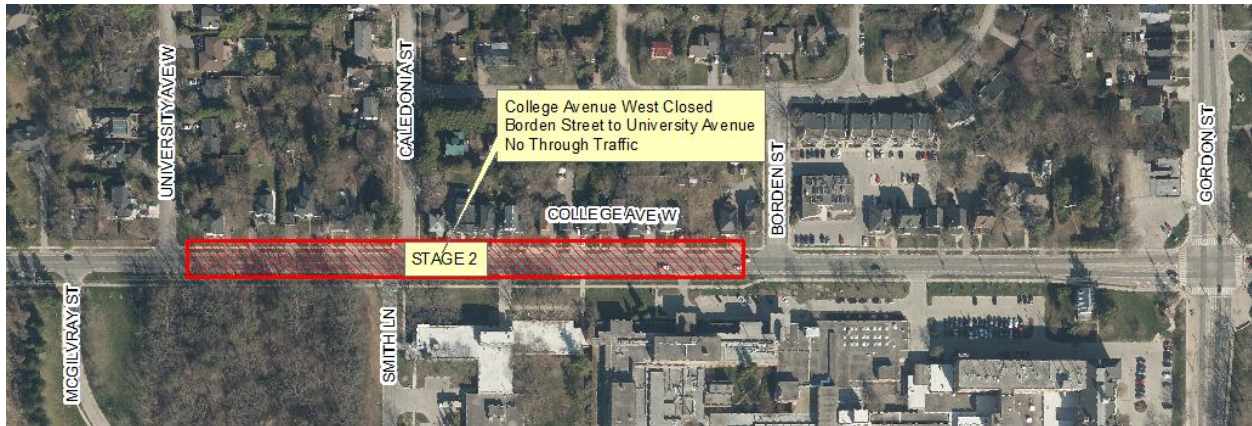 UNIVERSITY AVE W
CALEDONIA ST
College Avenue West Closed
Borden Street to University Avenue
No Through Traffic
GORDON ST
BORDEN ST
COLLEGE AVE W
STAGE 2
MCGILVRAY ST
SMITH LN